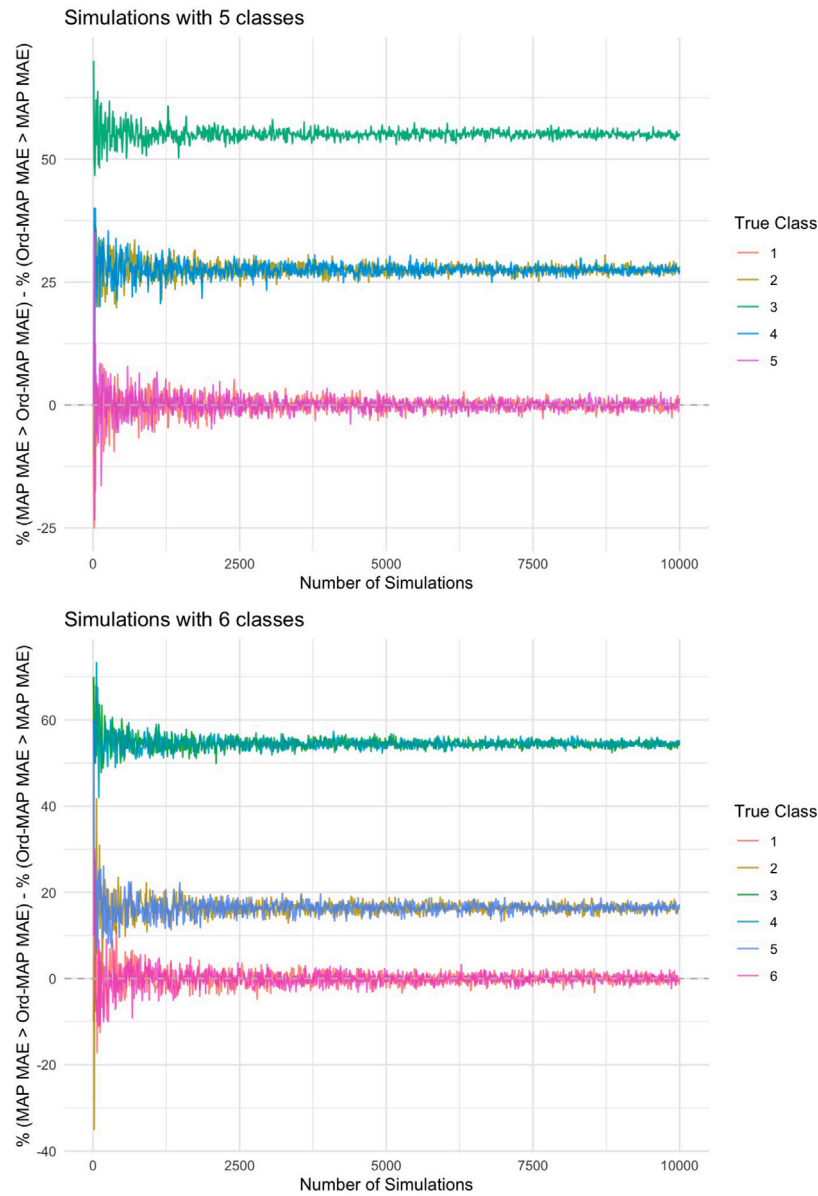 Simulations with 5 classes
% (MAP MAE > Ord-MAP MAE) - % (Ord-MAP MAE > MAP MAE)
50
25
0
-25
0 2500 5000 7500 10000
Number of Simulations
True Class
1
2
3
4
5
Simulations with 6 classes
% (MAP MAE > Ord-MAP MAE) - % (Ord-MAP MAE > MAP MAE)
60
40
20
0
-20
-40
0 2500 5000 7500 10000
Number of Simulations
True Class
1
2
3
4
5
6